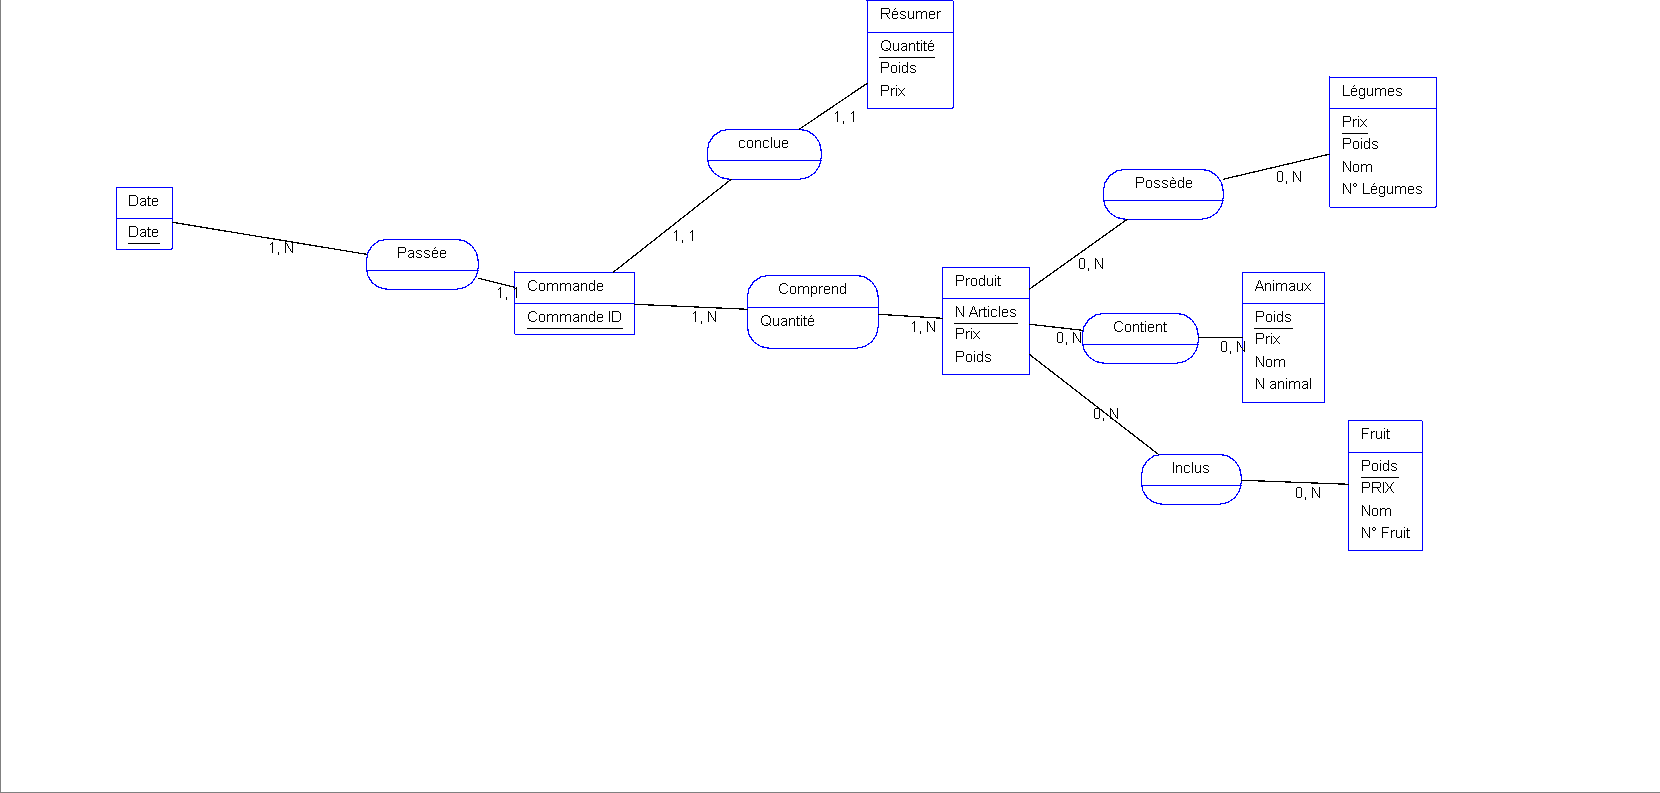 Résumer
Quantité
Poids
Prix
1, 1
conclue
1, 1
Légumes
Prix
Poids
Nom
N° Légumes
0, N
Possède
0, N
Date
Date
1, N
Passée
1,
Commande
Commande ID
1, N
Comprend
Quantité
1, N
Produit
N Articles
Prix
Poids
0, N
Contient
0, N
Animaux
Poids
Prix
Nom
N animal
0, N
Inclus
0, N
Fruit
Poids
PRIX
Nom
N° Fruit